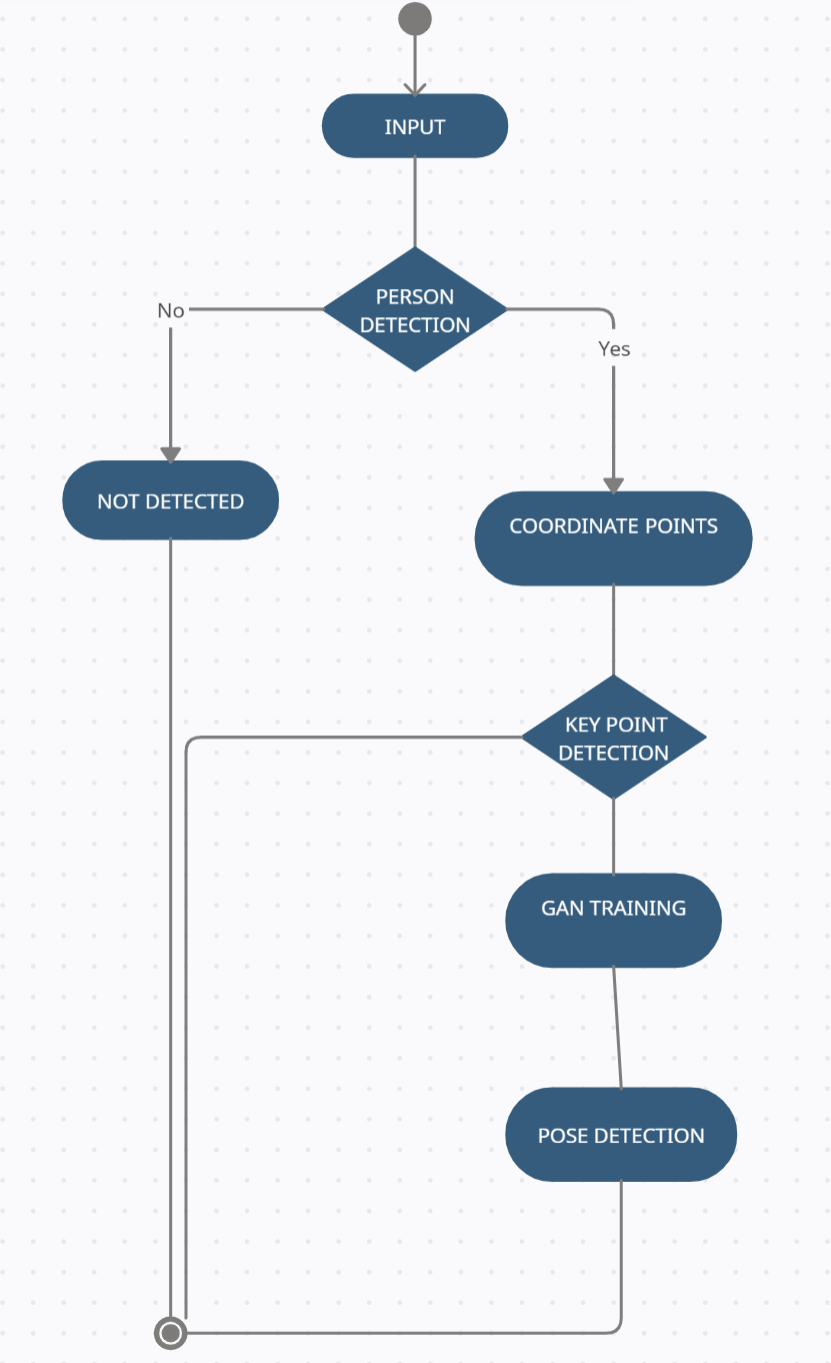 INPUT
PERSON
DETECTION
No
Yes
NOT DETECTED
COORDINATE POINTS
KEY POINT
DETECTION
GAN TRAINING
POSE DETECTION